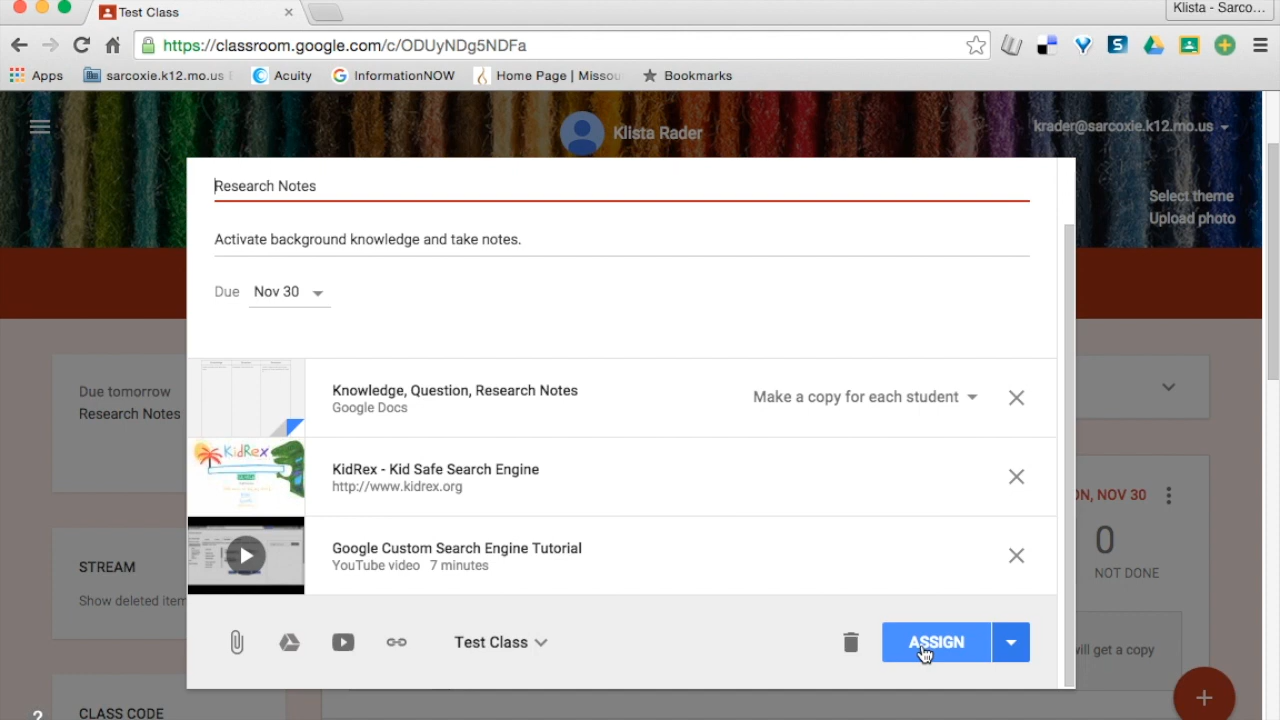 Test Class
Klista - Sarco...
https://classroom.google.com/c/ODUyNDg5NDFa
Apps
sarcoxie.k12.mo.us
Acuity
InformationNOW
Home Page | Missou
Bookmarks
Klista Rader
krader@sarcoxie.k12.mo.us
Select theme
Upload photo
Research Notes
Activate background knowledge and take notes.
Due Nov 30
Due tomorrow
Research Notes
Knowledge, Question, Research Notes
Google Docs
Make a copy for each student
KidRex
KidRex - Kid Safe Search Engine
http://www.kidrex.org
ON, NOV 30
0
NOT DONE
Google Custom Search Engine Tutorial
YouTube video 7 minutes
STREAM
Show deleted item
Test Class
ASSIGN
will get a copy
+
CLASS CODE
?